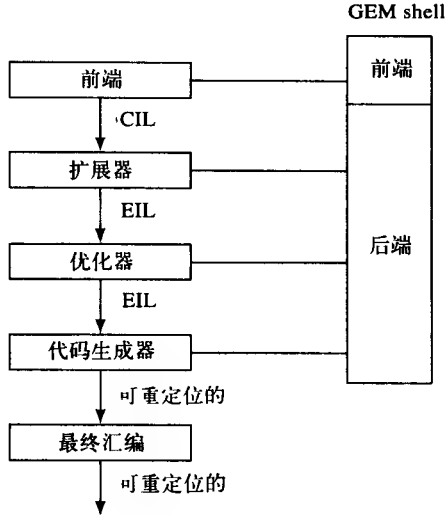 GEM shell
前端
前端
CIL
扩展器
EIL
后端
优化器
EIL
代码生成器
可重定位的
最终汇编
可重定位的